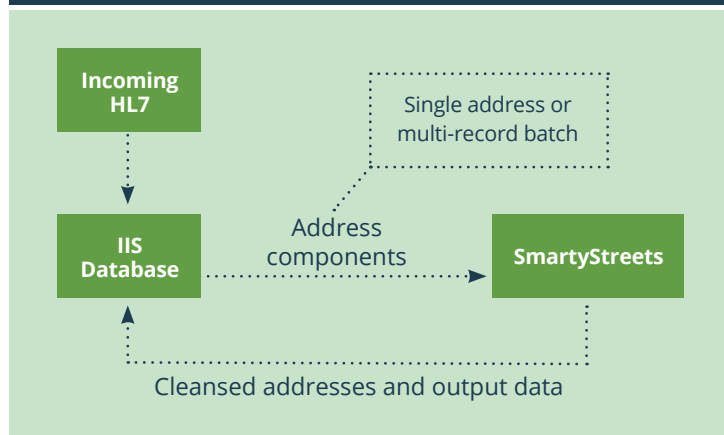 Incoming
HL7
Single address or
multi-record batch
IIS
Database
Address
components
SmartyStreets
Cleansed addresses and output data